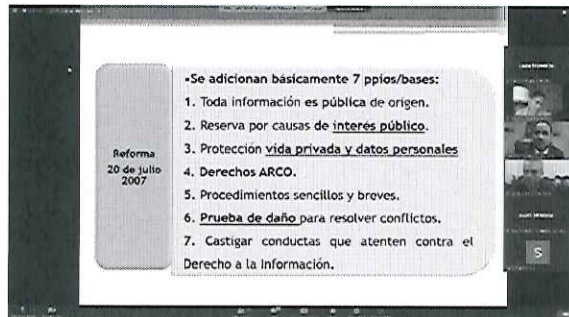 -Se adicionan básicamente 7 ppios/bases:
1. Toda información es pública de origen.
2. Reserva por causas de interés público.
3. Protección vida privada y datos personales
4. Derechos ARCO.
5. Procedimientos sencillos y breves.
6. Prueba de daño para resolver conflictos.
7. Castigar conductas que atenten contra el
Derecho a la Información.
Reforma
20 de julio
2007
S